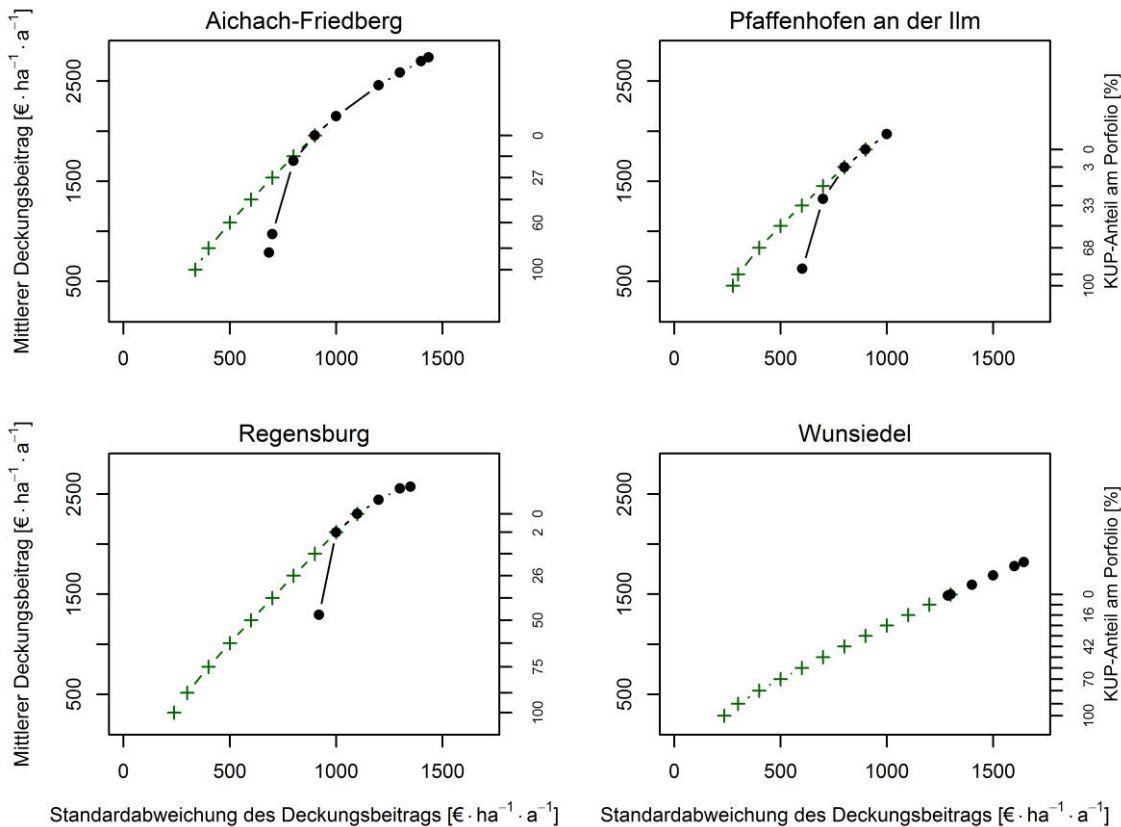 Aichach-Friedberg
Mittlerer Deckungsbeitrag [€ · ha⁻¹ · a⁻¹]
2500
1500
500
0
27
60
100
0 500 1000 1500
Pfaffenhofen an der Ilm
2500
1500
500
0
3
33
68
100
KUP-Anteil am Porfolio [%]
0 500 1000 1500
Regensburg
Mittlerer Deckungsbeitrag [€ · ha⁻¹ · a⁻¹]
2500
1500
500
0
2
26
50
75
100
0 500 1000 1500
Standardabweichung des Deckungsbeitrags [€ · ha⁻¹ · a⁻¹]
Wunsiedel
2500
1500
500
0
16
42
70
100
KUP-Anteil am Porfolio [%]
0 500 1000 1500
Standardabweichung des Deckungsbeitrags [€ · ha⁻¹ · a⁻¹]